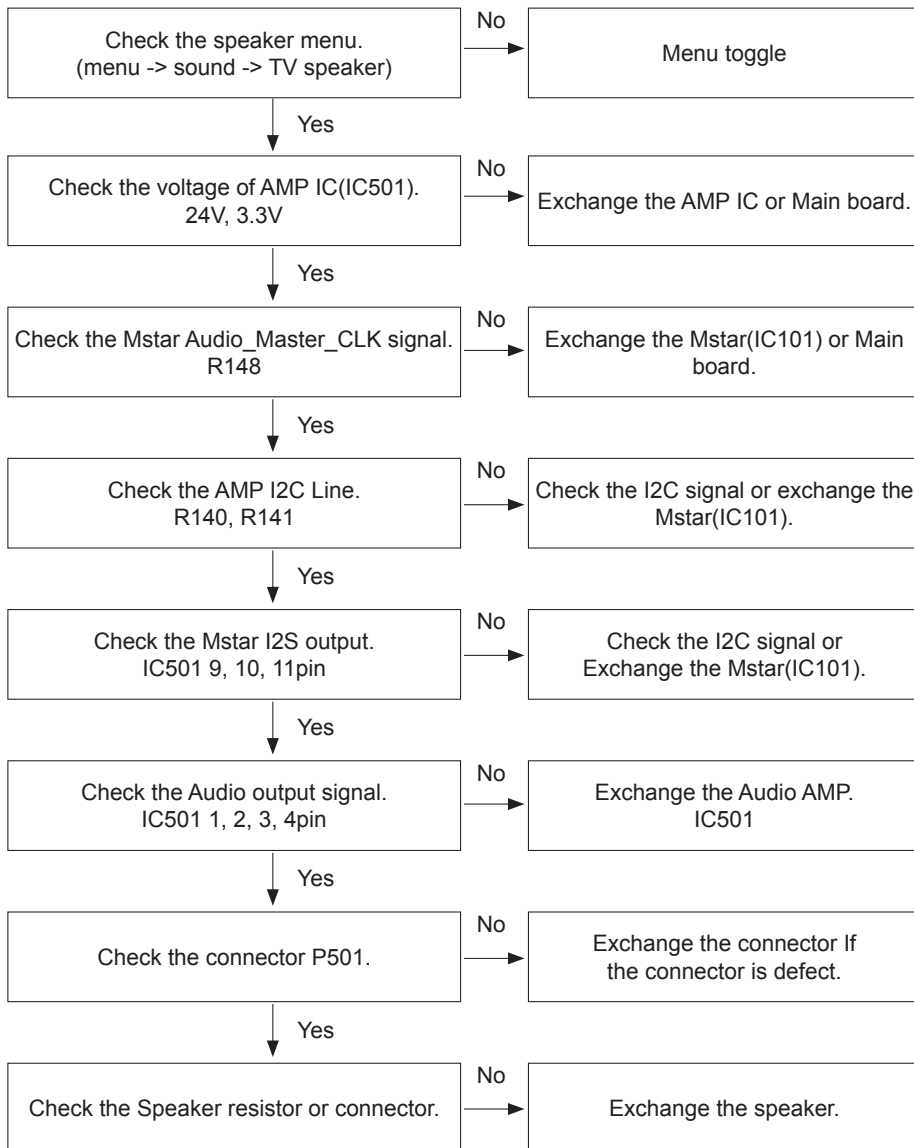 Check the speaker menu.
(menu -> sound -> TV speaker)
No
Menu toggle
Yes
Check the voltage of AMP IC(IC501).
24V, 3.3V
No
Exchange the AMP IC or Main board.
Yes
Check the Mstar Audio_Master_CLK signal.
R148
No
Exchange the Mstar(IC101) or Main
board.
Yes
Check the AMP I2C Line.
R140, R141
No
Check the I2C signal or exchange the
Mstar(IC101).
Yes
Check the Mstar I2S output.
IC501 9, 10, 11pin
No
Check the I2C signal or
Exchange the Mstar(IC101).
Yes
Check the Audio output signal.
IC501 1, 2, 3, 4pin
No
Exchange the Audio AMP.
IC501
Yes
Check the connector P501.
No
Exchange the connector If
the connector is defect.
Yes
Check the Speaker resistor or connector.
No
Exchange the speaker.